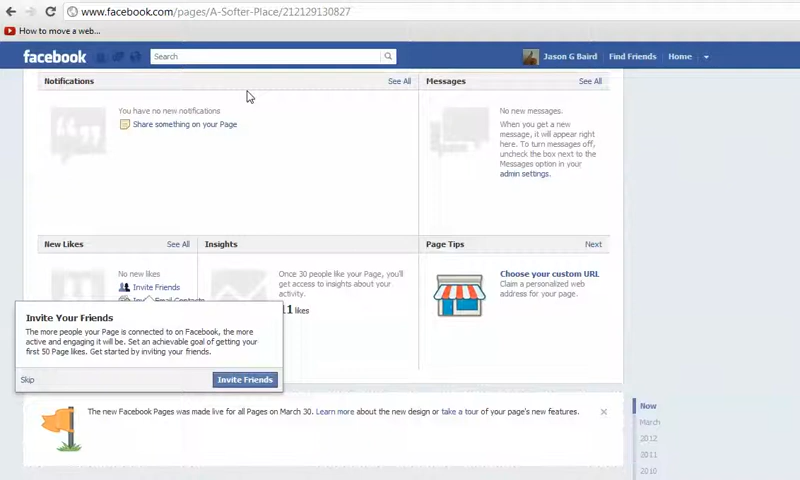 www.facebook.com/pages/A-Softer-Place/212129130827
How to move a web...
facebook
Search
Jason G Baird
Find Friends
Home
Notifications
See All
Messages
See All
You have no new notifications
Share something on your Page
No new messages.
When you get a new
message, it will appear right
here. To turn messages off,
uncheck the box next to the
Messages option in your
admin settings.
New Likes
See All
Insights
Page Tips
Next
No new likes
Invite Friends
Invite Email Contacts
Once 30 people like your Page, you'll
get access to insights about your
activity.
11 likes
Choose your custom URL
Claim a personalized web
address for your page.
Invite Your Friends
The more people your Page is connected to on Facebook, the more
active and engaging it will be. Set an achievable goal of getting your
first 50 Page likes. Get started by inviting your friends.
Skip
Invite Friends
The new Facebook Pages was made live for all Pages on March 30. Learn more about the new design or take a tour of your page's new features.
Now
March
2012
2011
2010